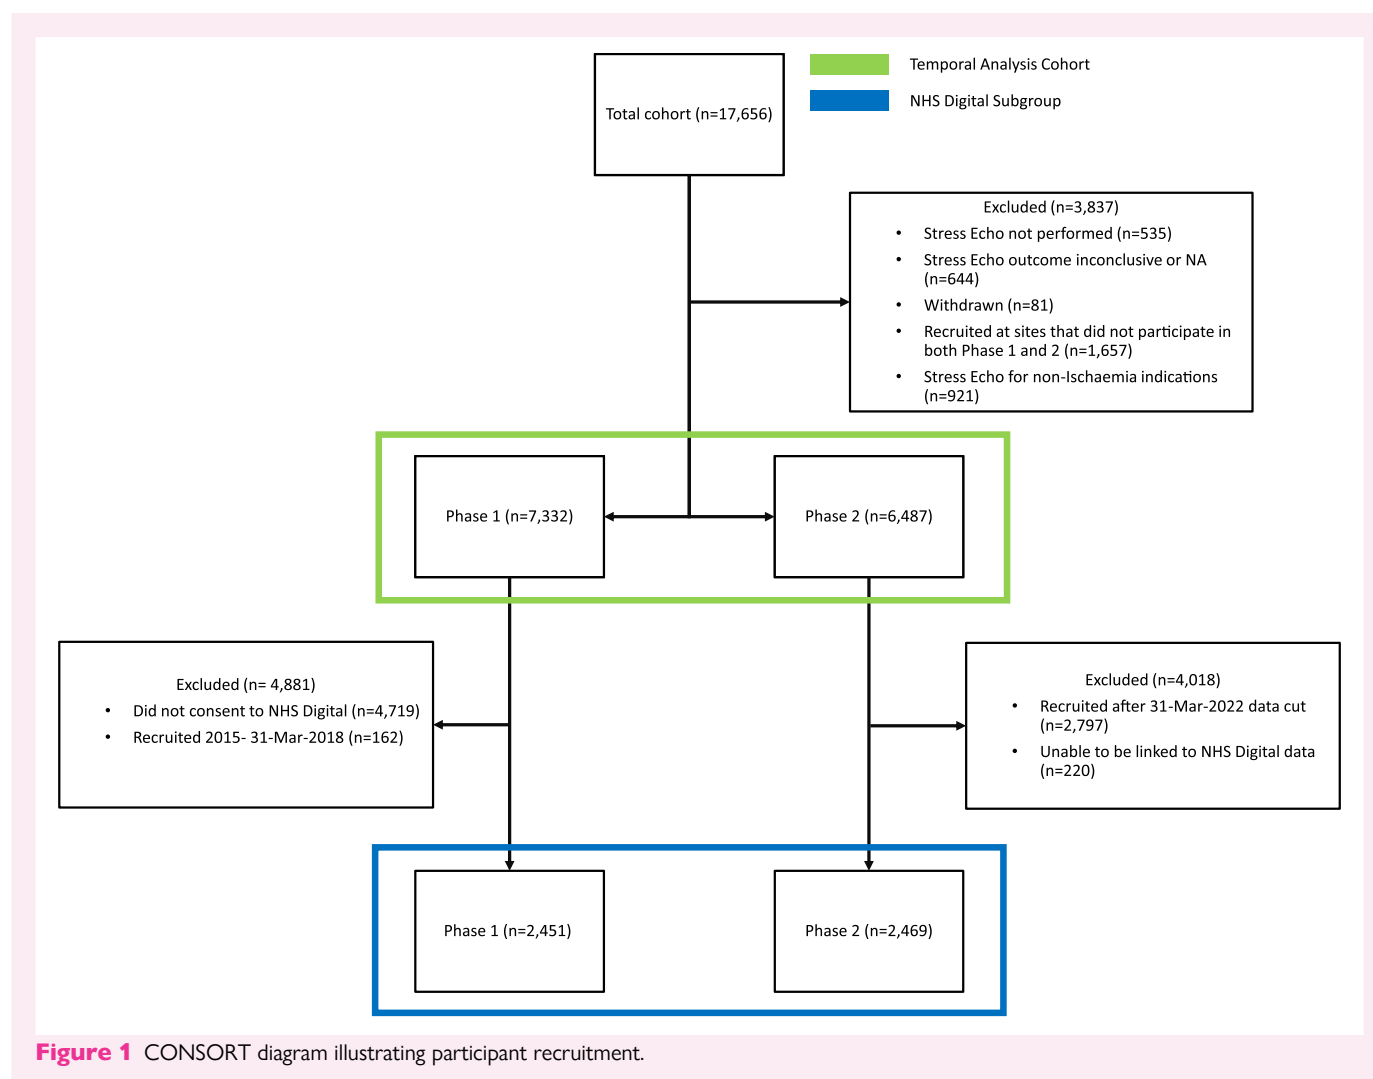 Total cohort (n=17,656)
Temporal Analysis Cohort
NHS Digital Subgroup
Excluded (n=3,837)
• Stress Echo not performed (n=535)
• Stress Echo outcome inconclusive or NA
(n=644)
• Withdrawn (n=81)
• Recruited at sites that did not participate in
both Phase 1 and 2 (n=1,657)
• Stress Echo for non-Ischaemia indications
(n=921)
Phase 1 (n=7,332)
Phase 2 (n=6,487)
Excluded (n= 4,881)
• Did not consent to NHS Digital (n=4,719)
• Recruited 2015- 31-Mar-2018 (n=162)
Excluded (n=4,018)
• Recruited after 31-Mar-2022 data cut
(n=2,797)
• Unable to be linked to NHS Digital data
(n=220)
Phase 1 (n=2,451)
Phase 2 (n=2,469)
Figure 1 CONSORT diagram illustrating participant recruitment.